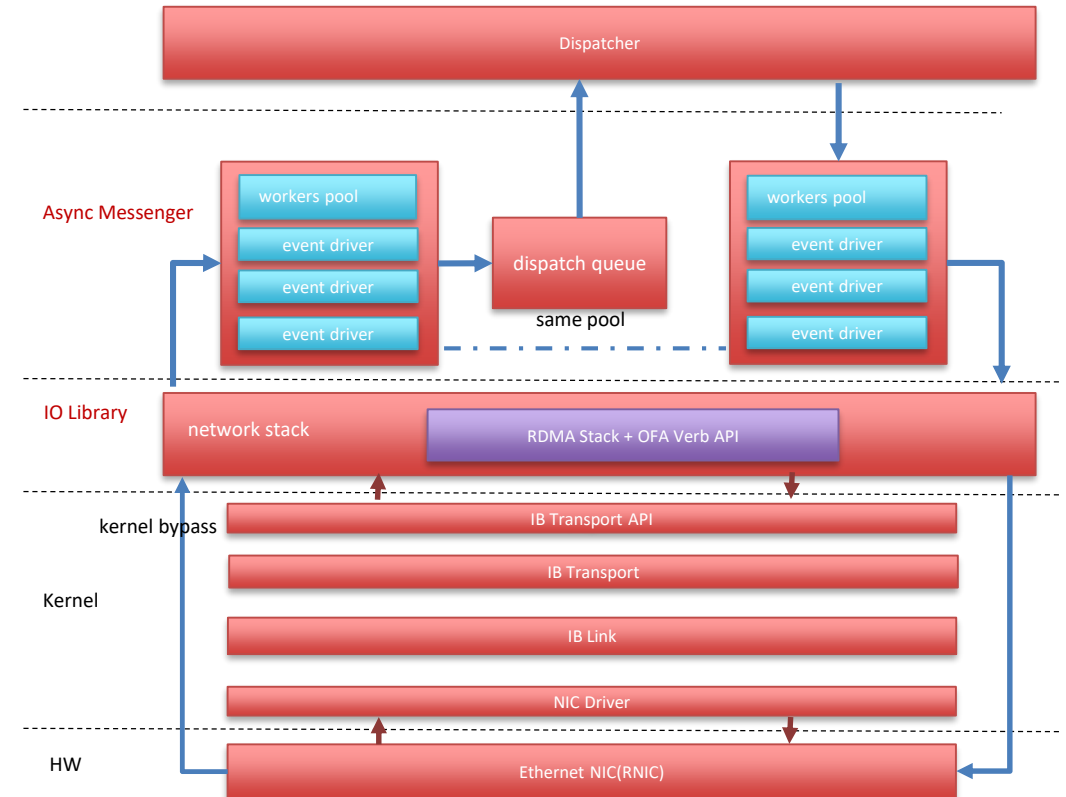 Dispatcher
Async Messenger
workers pool
event driver
event driver
event driver
dispatch queue
same pool
workers pool
event driver
event driver
event driver
IO Library
network stack
RDMA Stack + OFA Verb API
kernel bypass
IB Transport API
IB Transport
Kernel
IB Link
NIC Driver
HW
Ethernet NIC(RNIC)